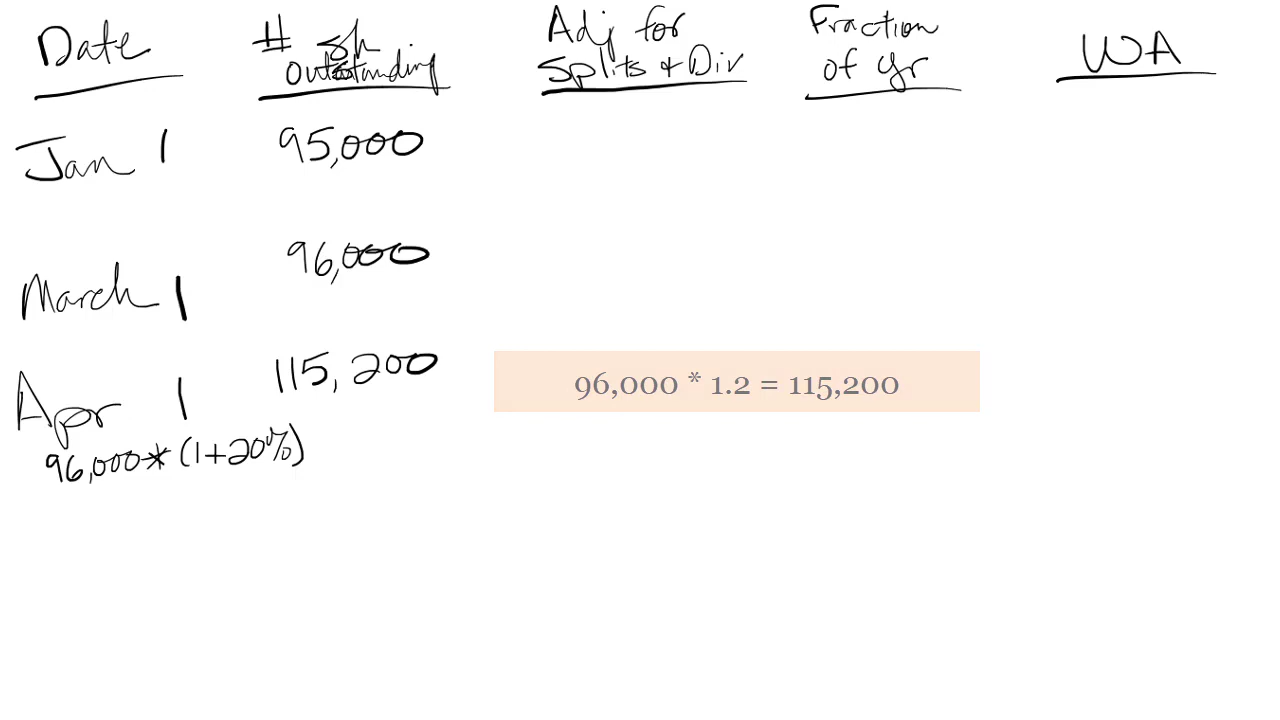 Date
# sh
Outstanding
Adj for
Splits + Div
Fraction
of yr
WA
Jan 1
95,000
March 1
96,000
Apr 1
115,200
96,000 * 1.2 = 115,200
96,000*(1+20%)